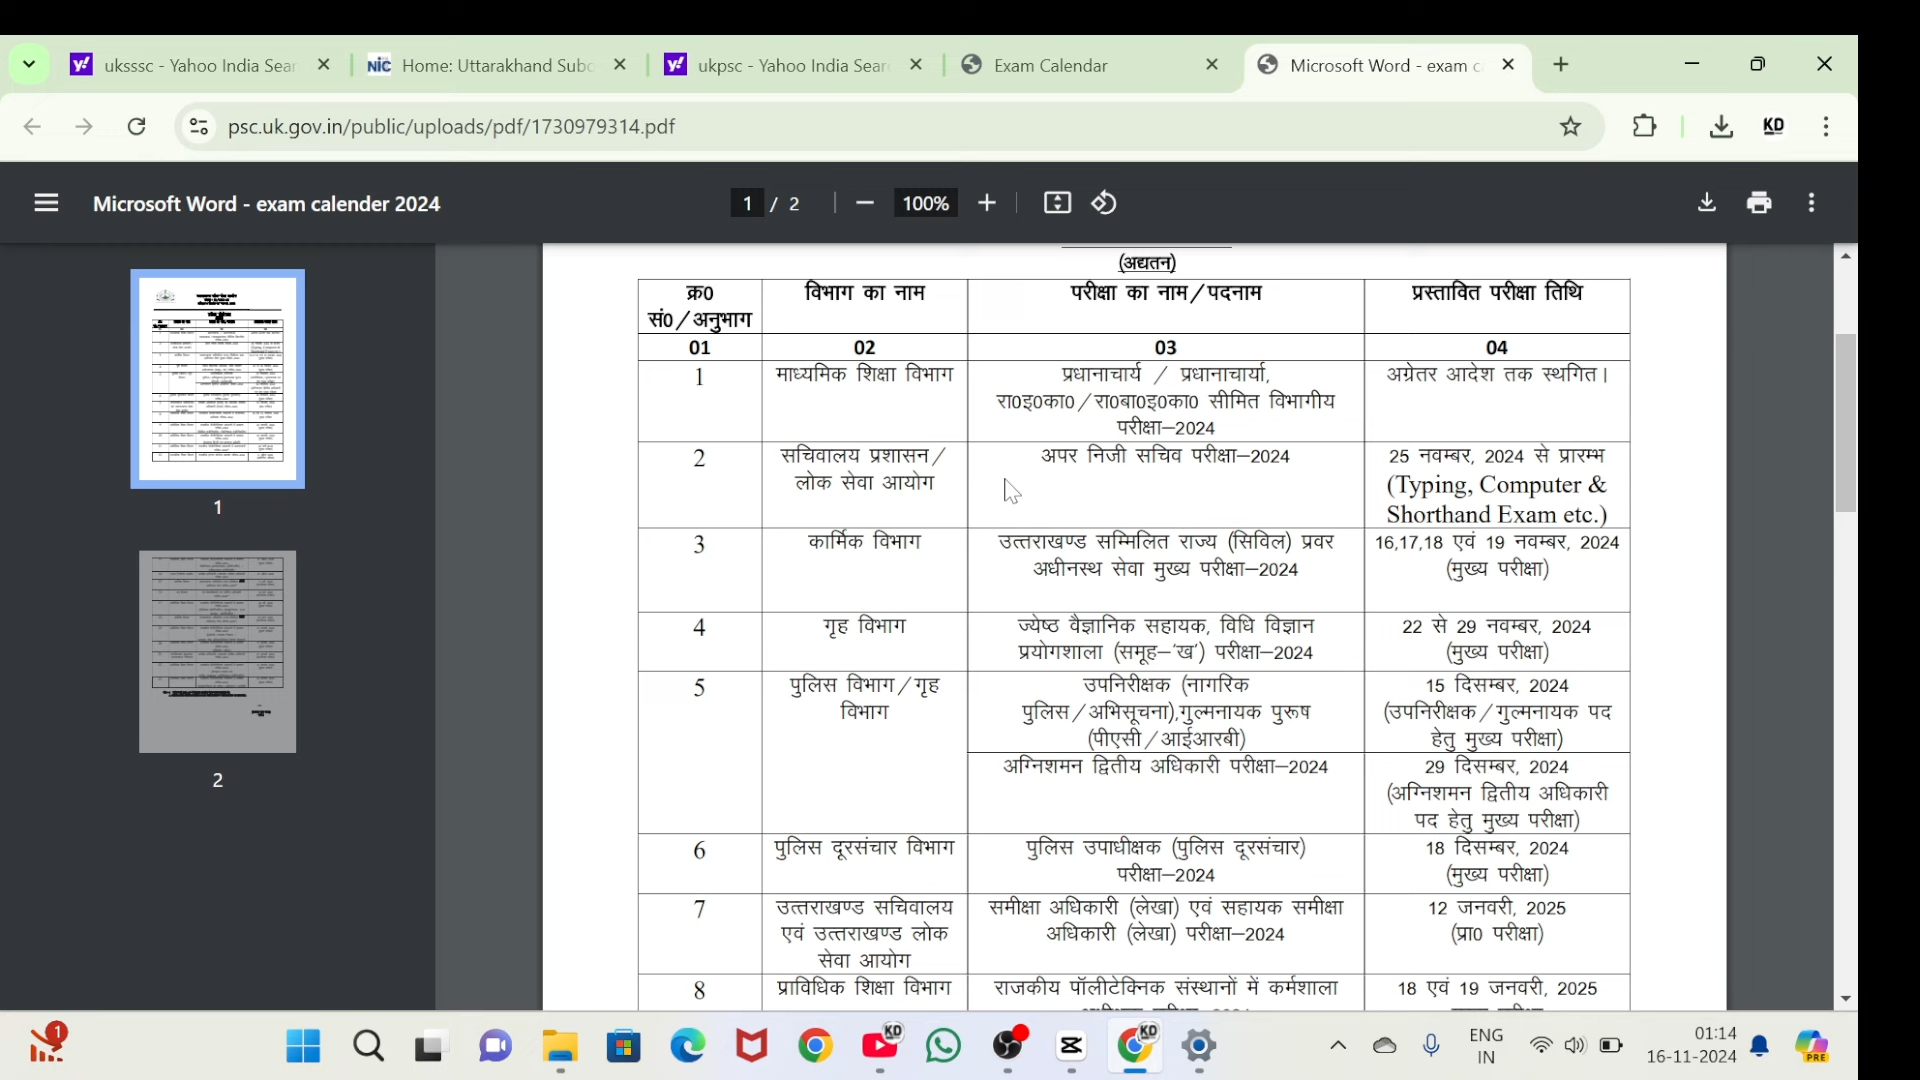 uksssc - Yahoo India Sear
Home: Uttarakhand Subo
ukpsc - Yahoo India Sear
Exam Calendar
Microsoft Word - exam c
psc.uk.gov.in/public/uploads/pdf/1730979314.pdf
KD
Microsoft Word - exam calender 2024
1 / 2
100%
1
2
(अद्यतन)
क्र0 सं0/अनुभाग विभाग का नाम परीक्षा का नाम/पदनाम प्रस्तावित परीक्षा तिथि
01 02 03 04
1 माध्यमिक शिक्षा विभाग प्रधानाचार्य / प्रधानाचार्या, अग्रेतर आदेश तक स्थगित।
रा0इ0का0/रा0बा0इ0का0 सीमित विभागीय
परीक्षा–2024
2 सचिवालय प्रशासन/ अपर निजी सचिव परीक्षा–2024 25 नवम्बर, 2024 से प्रारम्भ
लोक सेवा आयोग (Typing, Computer &
Shorthand Exam etc.)
3 कार्मिक विभाग उत्तराखण्ड सम्मिलित राज्य (सिविल) प्रवर 16,17,18 एवं 19 नवम्बर, 2024
अधीनस्थ सेवा मुख्य परीक्षा–2024 (मुख्य परीक्षा)
4 गृह विभाग ज्येष्ठ वैज्ञानिक सहायक, विधि विज्ञान 22 से 29 नवम्बर, 2024
प्रयोगशाला (समूह–'ख') परीक्षा–2024 (मुख्य परीक्षा)
5 पुलिस विभाग/गृह उपनिरीक्षक (नागरिक 15 दिसम्बर, 2024
विभाग पुलिस/अभिसूचना),गुल्मनायक पुरूष (उपनिरीक्षक/गुल्मनायक पद
(पीएसी/आईआरबी) हेतु मुख्य परीक्षा)
अग्निशमन द्वितीय अधिकारी परीक्षा–2024 29 दिसम्बर, 2024
(अग्निशमन द्वितीय अधिकारी
पद हेतु मुख्य परीक्षा)
6 पुलिस दूरसंचार विभाग पुलिस उपाधीक्षक (पुलिस दूरसंचार) 18 दिसम्बर, 2024
परीक्षा–2024 (मुख्य परीक्षा)
7 उत्तराखण्ड सचिवालय समीक्षा अधिकारी (लेखा) एवं सहायक समीक्षा 12 जनवरी, 2025
एवं उत्तराखण्ड लोक अधिकारी (लेखा) परीक्षा–2024 (प्रा0 परीक्षा)
सेवा आयोग
8 प्राविधिक शिक्षा विभाग राजकीय पॉलीटेक्निक संस्थानों में कर्मशाला 18 एवं 19 जनवरी, 2025
1
KD
KD
ENG
IN
01:14
16-11-2024
PRE